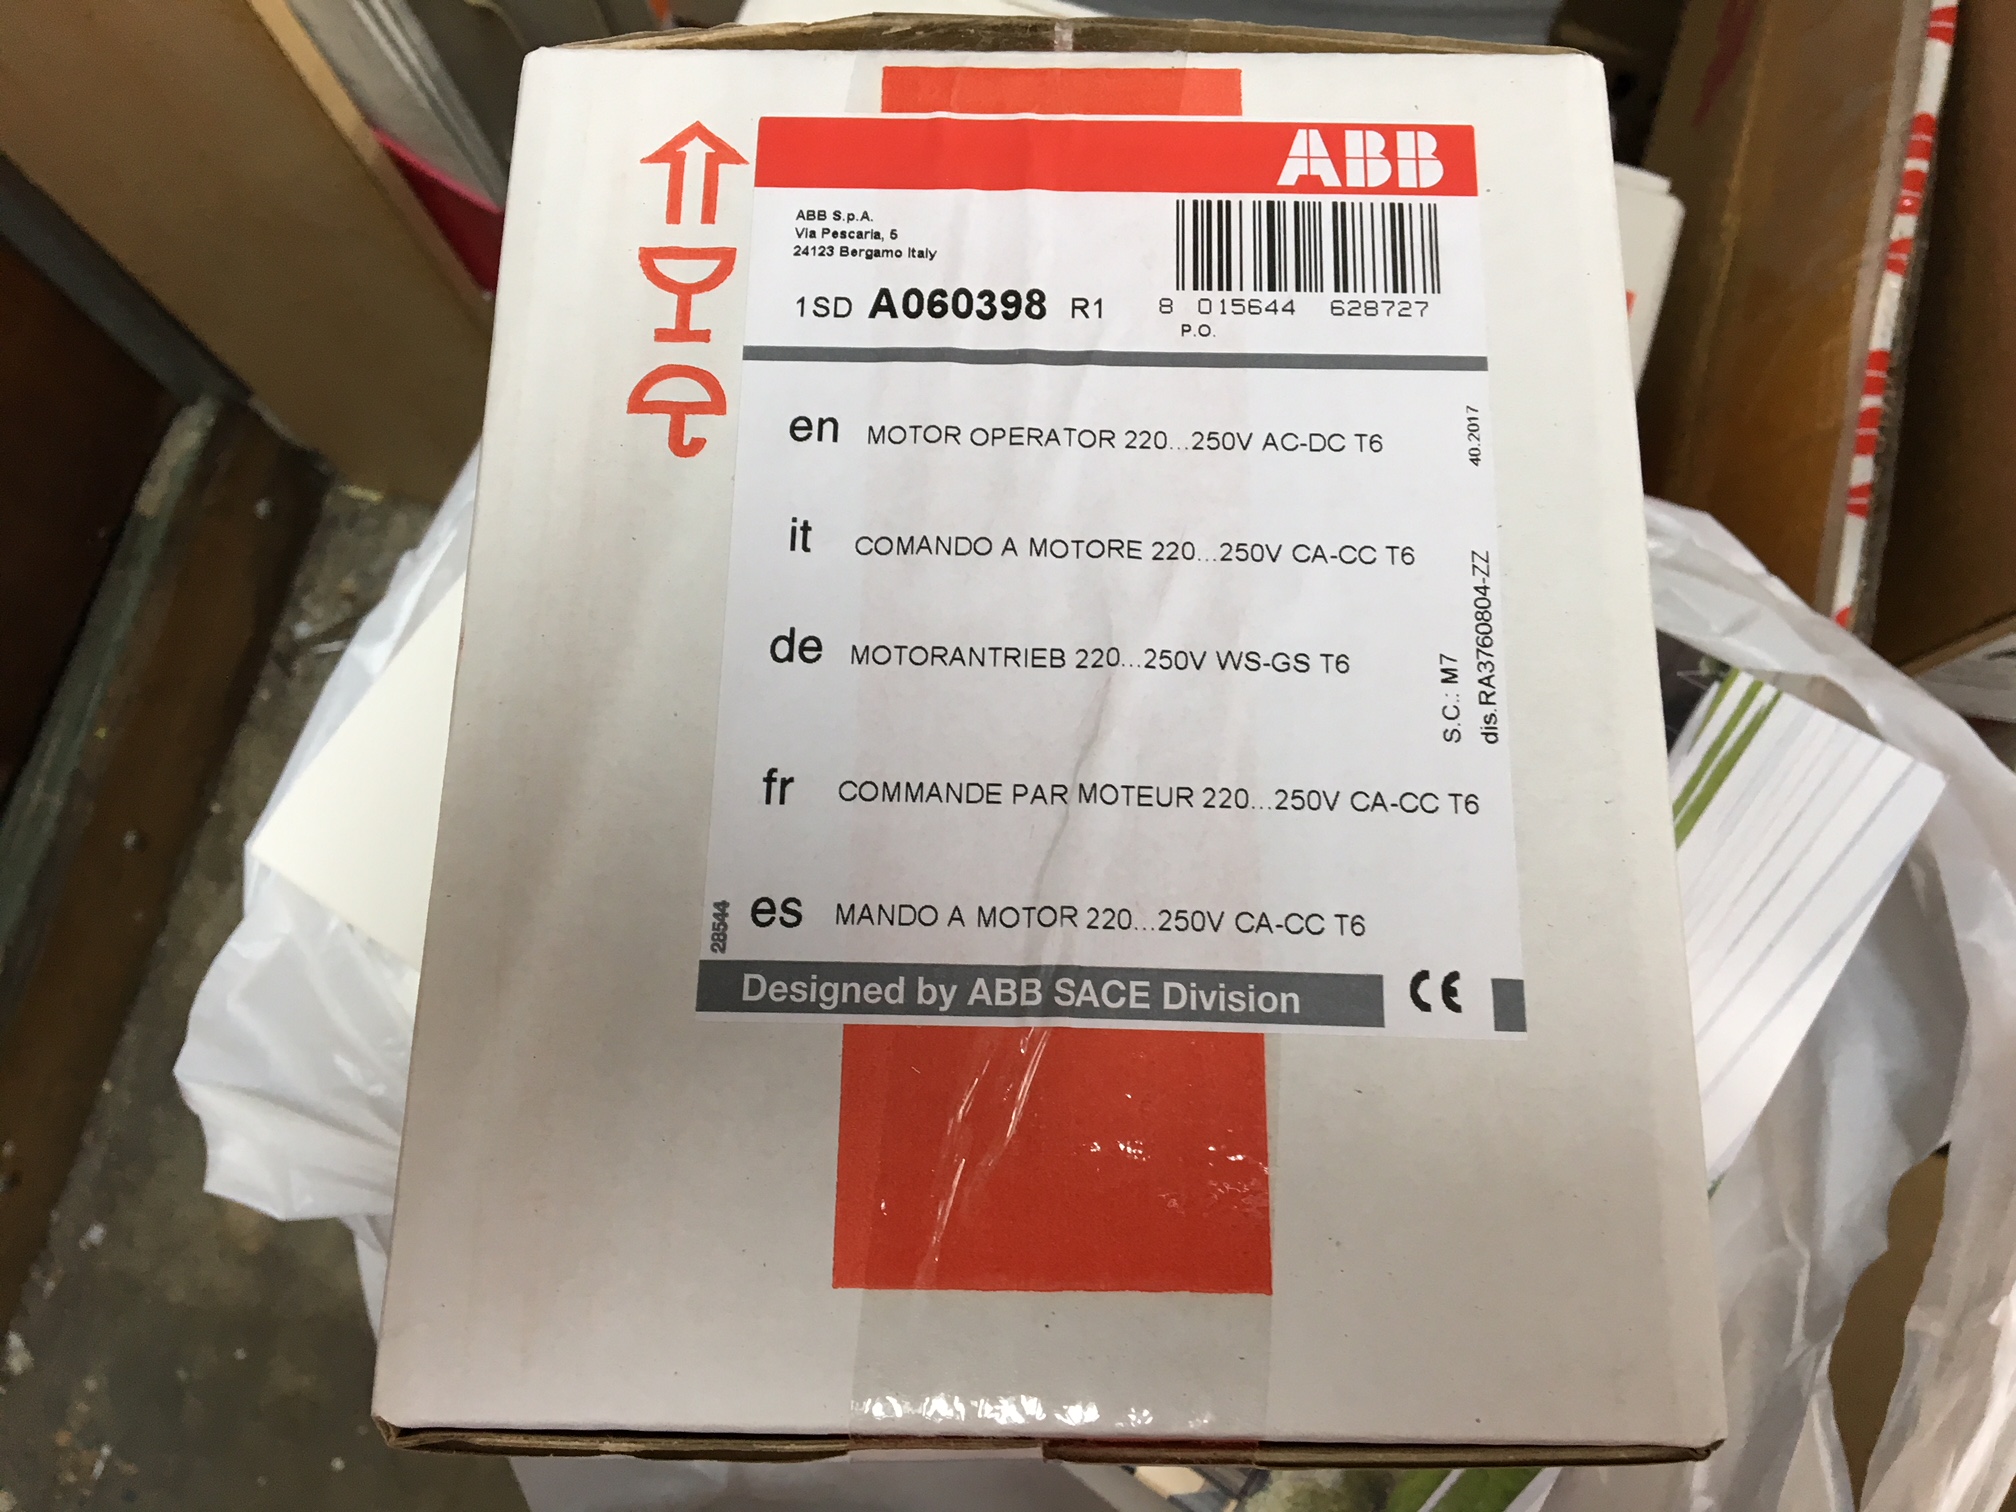 ABB
ABB S.p.A.
Via Pescaria, 5
24123 Bergamo Italy
1SD A060398 R1
8 015644 628727
P.O.
en MOTOR OPERATOR 220...250V AC-DC T6
40.2017
it COMANDO A MOTORE 220...250V CA-CC T6
de MOTORANTRIEB 220...250V WS-GS T6
S.C.: M7
dis.RA3760804-ZZ
fr COMMANDE PAR MOTEUR 220...250V CA-CC T6
es MANDO A MOTOR 220...250V CA-CC T6
28544
Designed by ABB SACE Division
CE